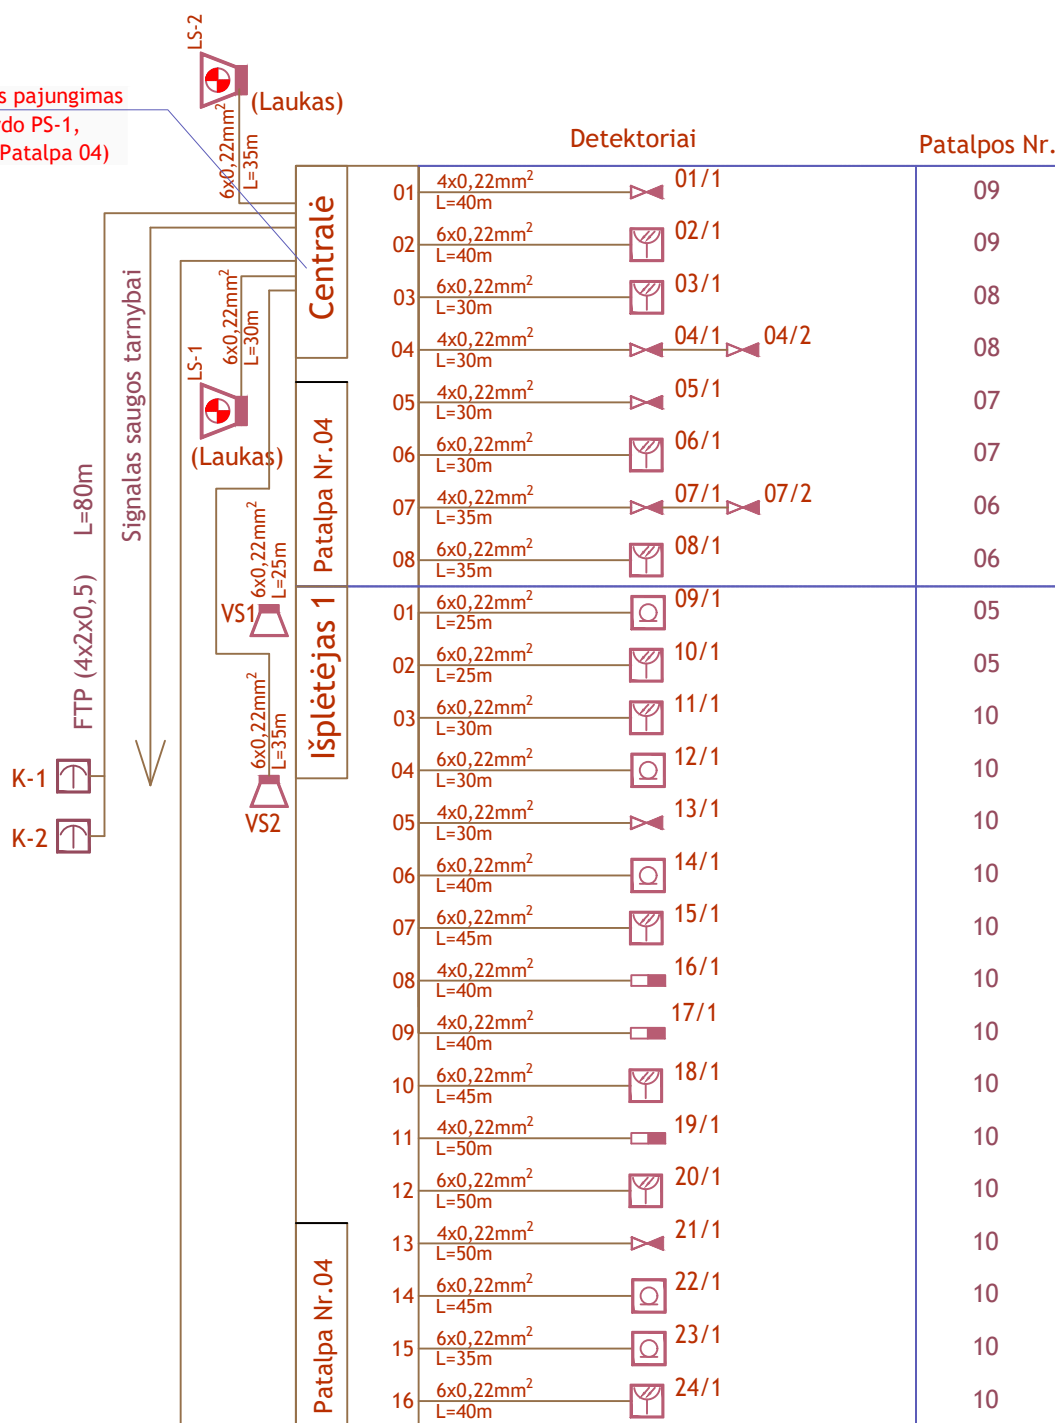 LS-2
s pajungimas
do PS-1,
Patalpa 04)
(Laukas)
6x0,22mm²
L=35m
Detektoriai
Patalpos Nr.
Centralė
01 4x0,22mm² L=40m 01/1 09
02 6x0,22mm² L=40m 02/1 09
03 6x0,22mm² L=30m 03/1 08
04 4x0,22mm² L=30m 04/1 04/2 08
Patalpa Nr.04
05 4x0,22mm² L=30m 05/1 07
06 6x0,22mm² L=30m 06/1 07
07 4x0,22mm² L=35m 07/1 07/2 06
08 6x0,22mm² L=35m 08/1 06
Signalas saugos tarnybai
FTP (4x2x0,5) L=80m
6x0,22mm²
L=30m
LS-1
(Laukas)
6x0,22mm²
L=25m
VS1
6x0,22mm²
L=35m
VS2
K-1
K-2
Išplėtėjas 1
01 6x0,22mm² L=25m 09/1 05
02 6x0,22mm² L=25m 10/1 05
03 6x0,22mm² L=30m 11/1 10
04 6x0,22mm² L=30m 12/1 10
05 4x0,22mm² L=30m 13/1 10
06 6x0,22mm² L=40m 14/1 10
07 6x0,22mm² L=45m 15/1 10
08 4x0,22mm² L=40m 16/1 10
09 4x0,22mm² L=40m 17/1 10
10 6x0,22mm² L=45m 18/1 10
11 4x0,22mm² L=50m 19/1 10
12 6x0,22mm² L=50m 20/1 10
Patalpa Nr.04
13 4x0,22mm² L=50m 21/1 10
14 6x0,22mm² L=45m 22/1 10
15 6x0,22mm² L=35m 23/1 10
16 6x0,22mm² L=40m 24/1 10